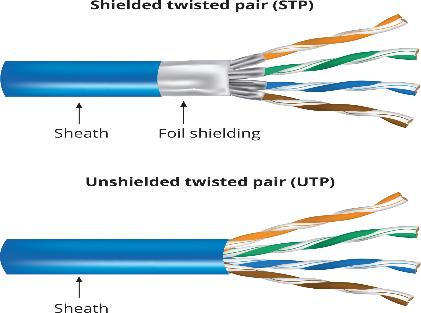 Shielded twisted pair (STP)
Sheath
Foil shielding
Unshielded twisted pair (UTP)
Sheath